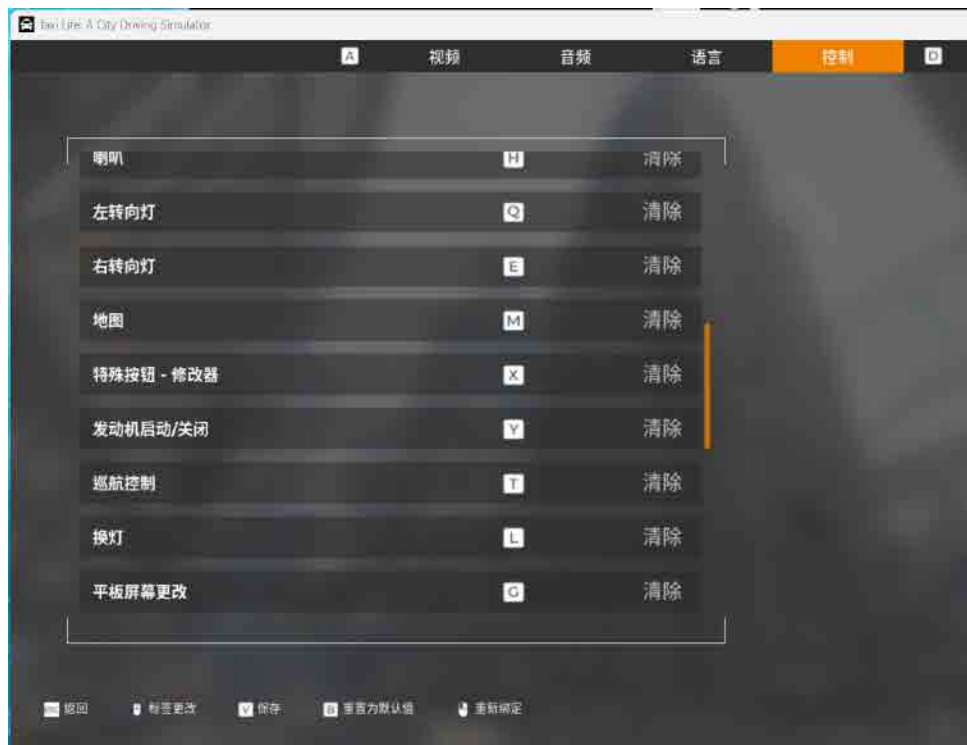 Taxi Life: A City Driving Simulator
A 视频 音频 语言 控制 D
喇叭 H 清除
左转向灯 Q 清除
右转向灯 E 清除
地图 M 清除
特殊按钮 - 修改器 X 清除
发动机启动/关闭 Y 清除
巡航控制 T 清除
换灯 L 清除
平板屏幕更改 G 清除
返回 标签更改 V 保存 B 重置为默认值 重新绑定